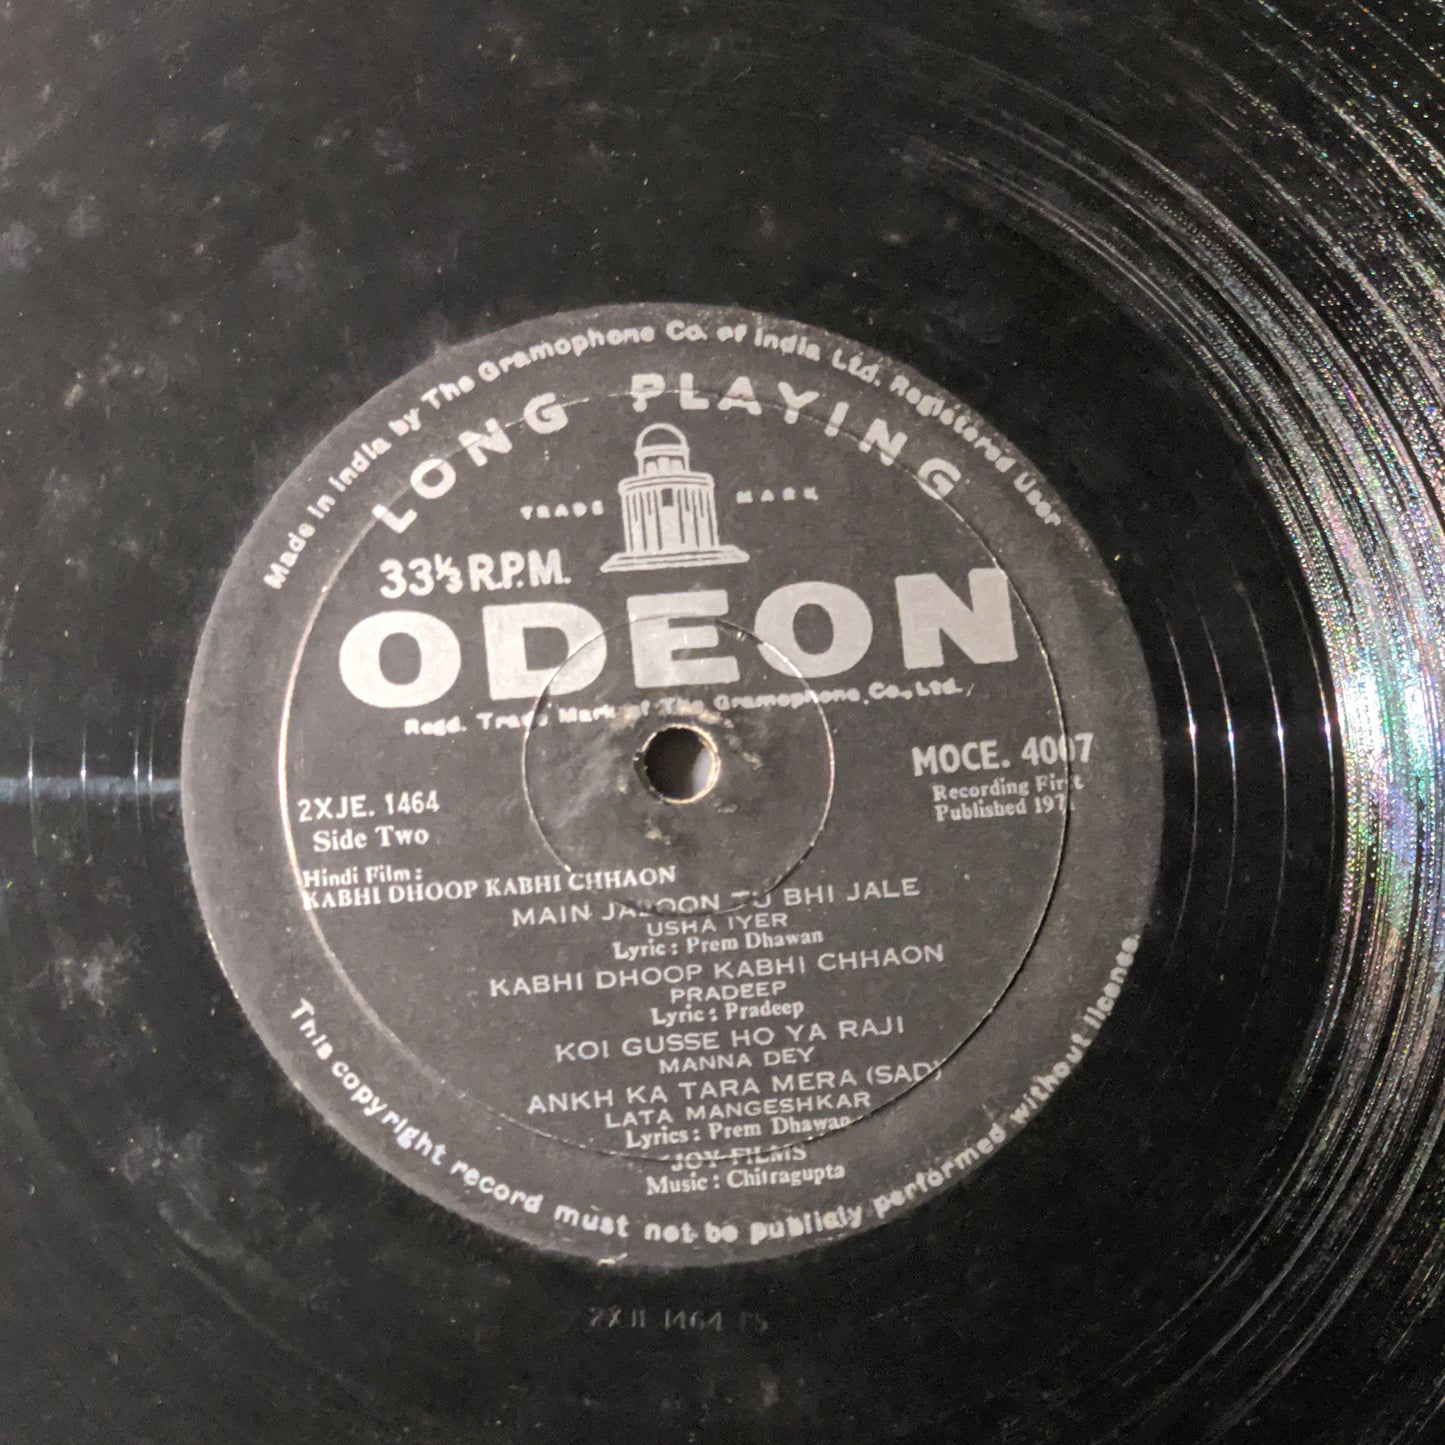 Made in India by The Gramophone Co. of India Ltd. Registered User
LONG PLAYING
TRADE MARK
33⅓ R.P.M.
ODEON
Regd. Trade Mark of The Gramophone Co., Ltd.
MOCE. 4007
Recording First
Published
2XJE. 1464
Side Two
Hindi Film :
KABHI DHOOP KABHI CHHAON
MAIN JALOON TU BHI JALE
USHA IYER
Lyric : Prem Dhawan
KABHI DHOOP KABHI CHHAON
PRADEEP
Lyric : Pradeep
KOI GUSSE HO YA RAJI
MANNA DEY
ANKH KA TARA MERA (SAD)
LATA MANGESHKAR
Lyrics : Prem Dhawan
JOY FILMS
Music : Chitragupta
This copyright record must not be publicly performed without license.
1464